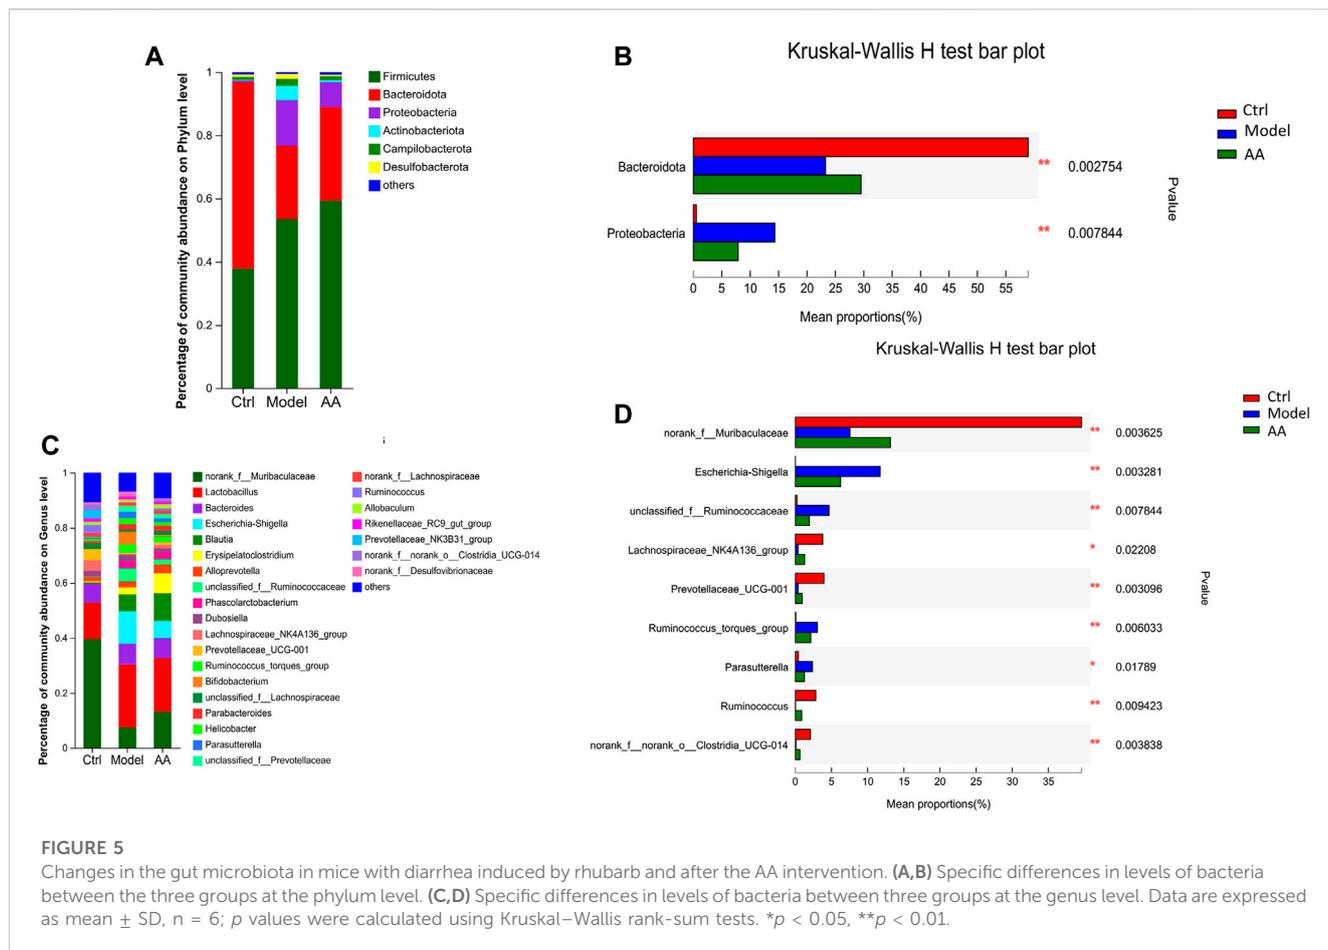 A
Percentage of community abundance on Phylum level
1
0.8
0.6
0.4
0.2
0
Ctrl
Model
AA
Firmicutes
Bacteroidota
Proteobacteria
Actinobacteriota
Campilobacterota
Desulfobacterota
others
B
Kruskal-Wallis H test bar plot
Ctrl
Model
AA
Bacteroidota
**
0.002754
Proteobacteria
**
0.007844
Pvalue
0 5 10 15 20 25 30 35 40 45 50 55
Mean proportions(%)
C
Percentage of community abundance on Genus level
1
0.8
0.6
0.4
0.2
0
Ctrl
Model
AA
norank_f__Muribaculaceae
Lactobacillus
Bacteroides
Escherichia-Shigella
Blautia
Erysipelatoclostridium
Alloprevotella
unclassified_f__Ruminococcaceae
Phascolarctobacterium
Dubosiella
Lachnospiraceae_NK4A136_group
Prevotellaceae_UCG-001
Ruminococcus_torques_group
Bifidobacterium
unclassified_f__Lachnospiraceae
Parabacteroides
Helicobacter
Parasutterella
unclassified_f__Prevotellaceae
norank_f__Lachnospiraceae
Ruminococcus
Allobaculum
Rikenellaceae_RC9_gut_group
Prevotellaceae_NK3B31_group
norank_f__norank_o__Clostridia_UCG-014
norank_f__Desulfovibrionaceae
others
D
Kruskal-Wallis H test bar plot
Ctrl
Model
AA
norank_f__Muribaculaceae
**
0.003625
Escherichia-Shigella
**
0.003281
unclassified_f__Ruminococcaceae
**
0.007844
Lachnospiraceae_NK4A136_group
*
0.02208
Prevotellaceae_UCG-001
**
0.003096
Ruminococcus_torques_group
**
0.006033
Parasutterella
*
0.01789
Ruminococcus
**
0.009423
norank_f__norank_o__Clostridia_UCG-014
**
0.003838
Pvalue
0 5 10 15 20 25 30 35
Mean proportions(%)
FIGURE 5
Changes in the gut microbiota in mice with diarrhea induced by rhubarb and after the AA intervention. (A,B) Specific differences in levels of bacteria
between the three groups at the phylum level. (C,D) Specific differences in levels of bacteria between three groups at the genus level. Data are expressed
as mean ± SD, n = 6; p values were calculated using Kruskal–Wallis rank-sum tests. *p < 0.05, **p < 0.01.